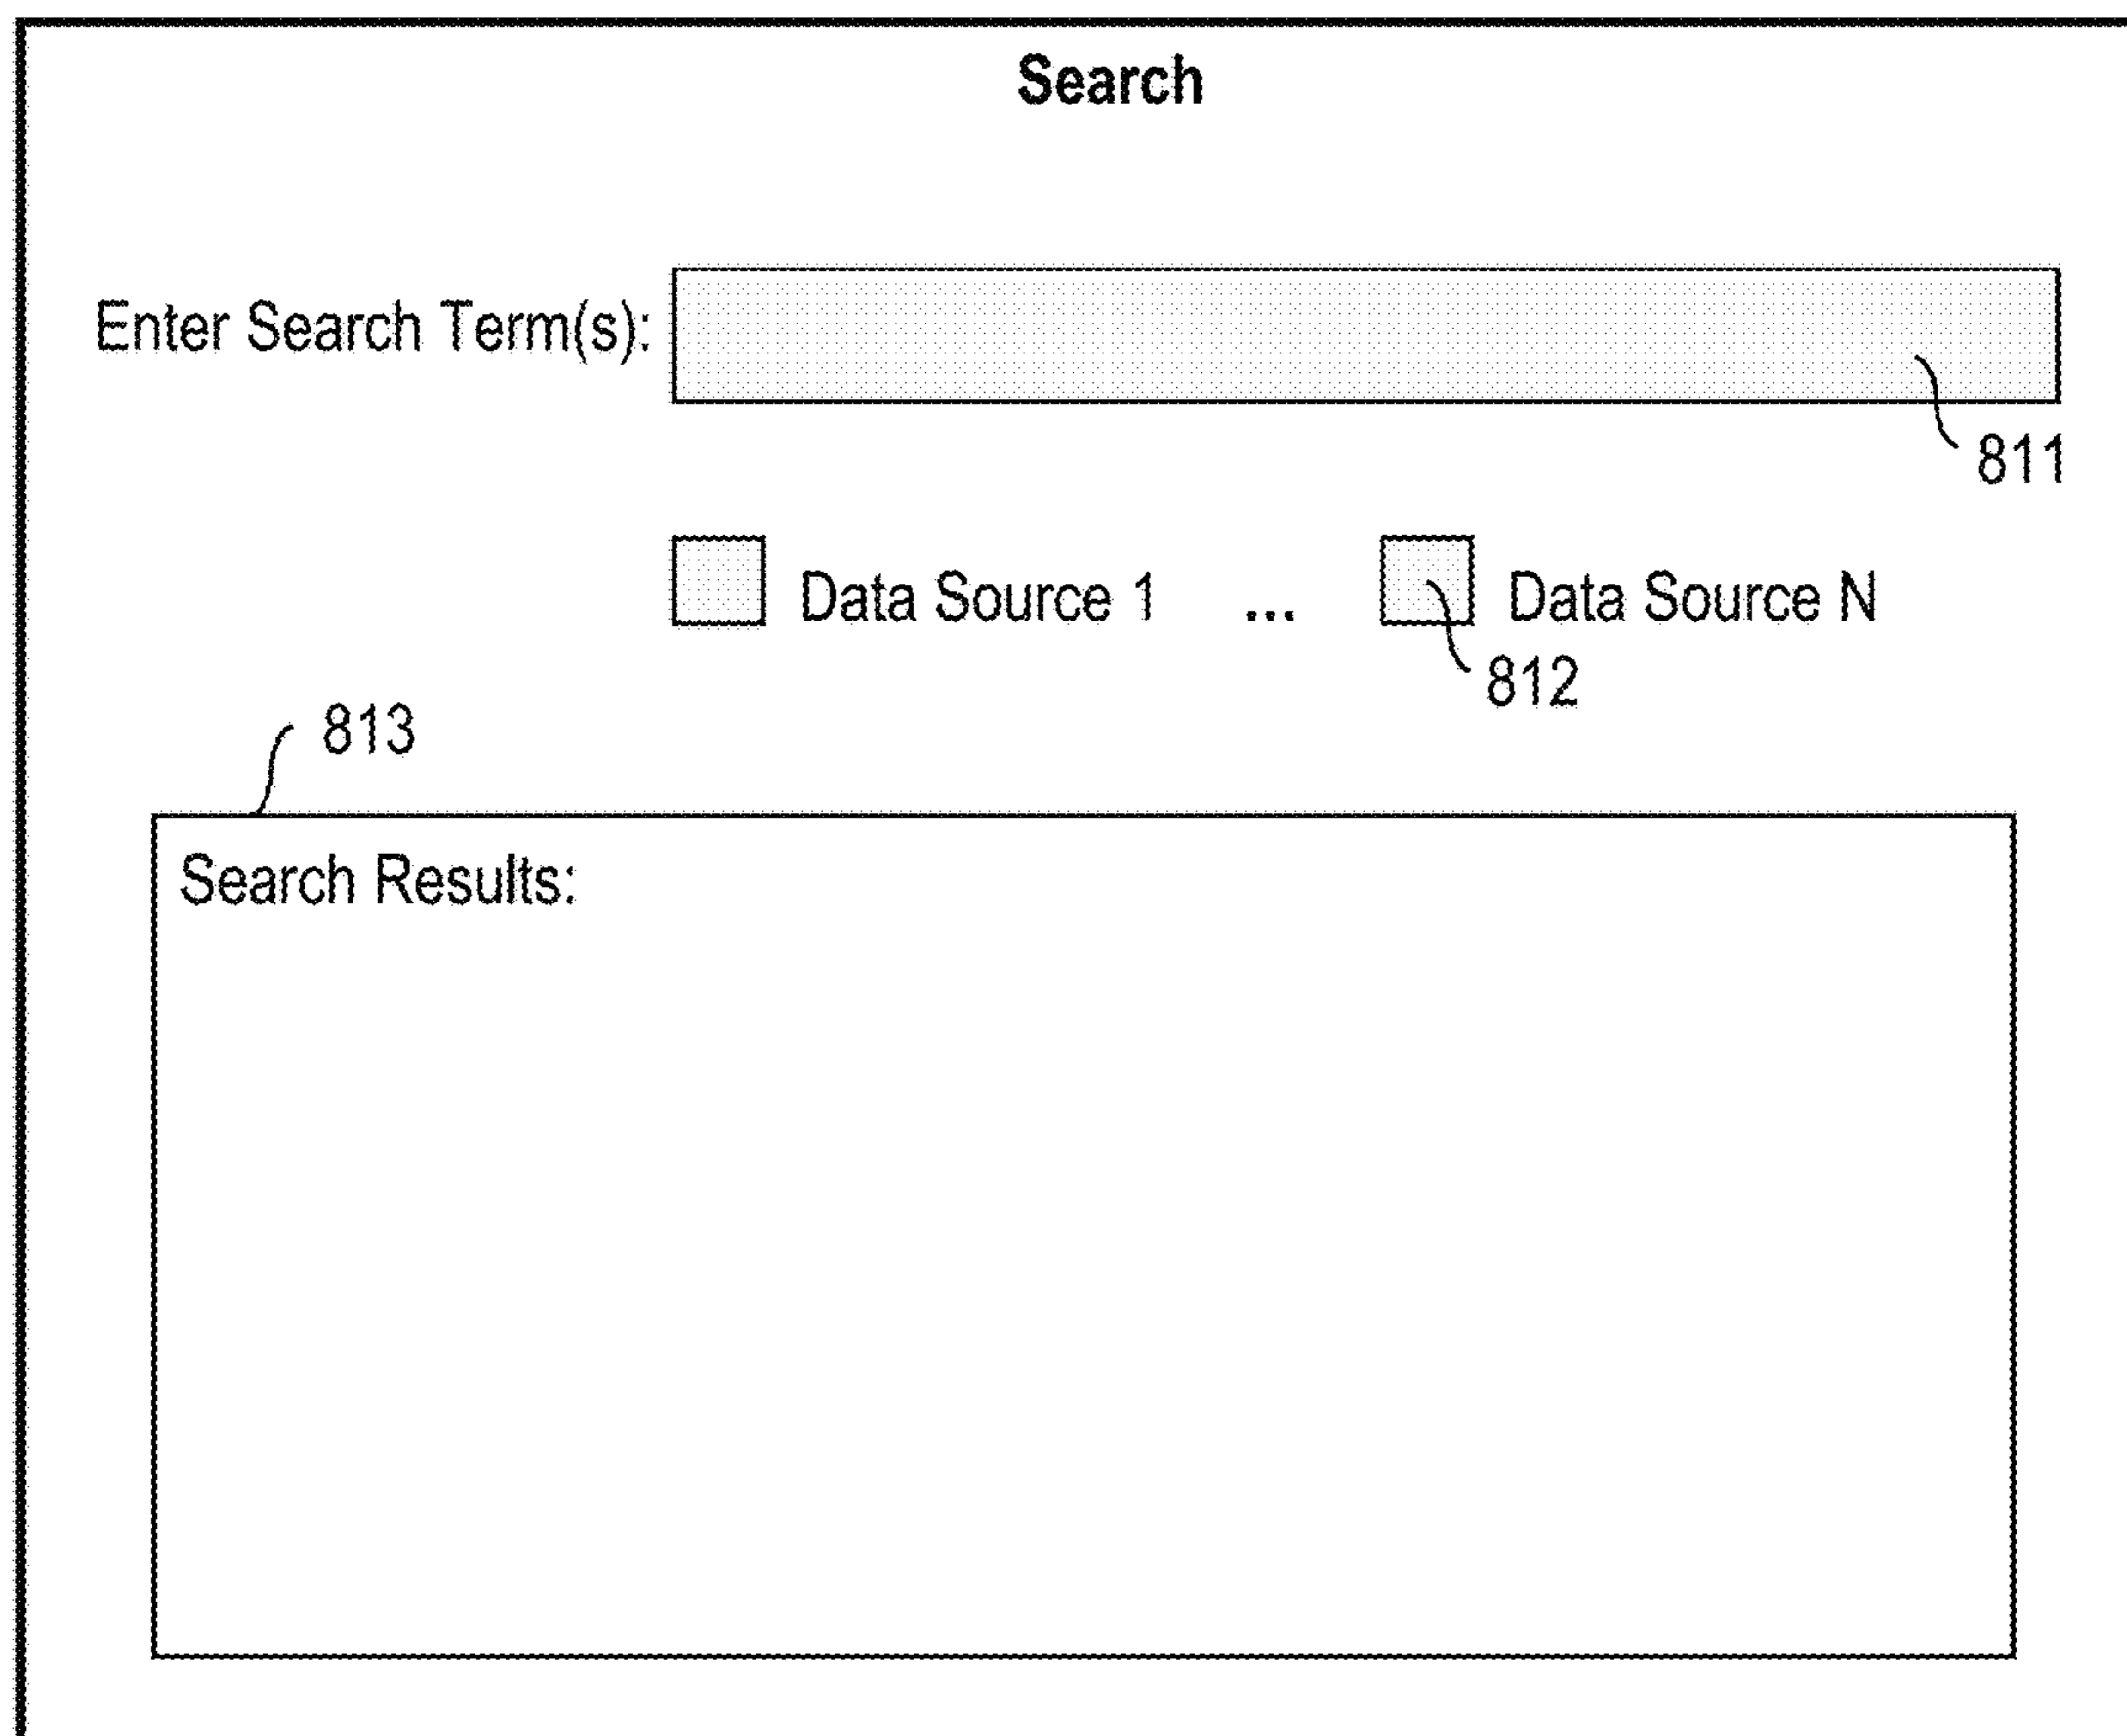 Search
Enter Search Term(s):
811
Data Source 1 ... Data Source N
812
813
Search Results: